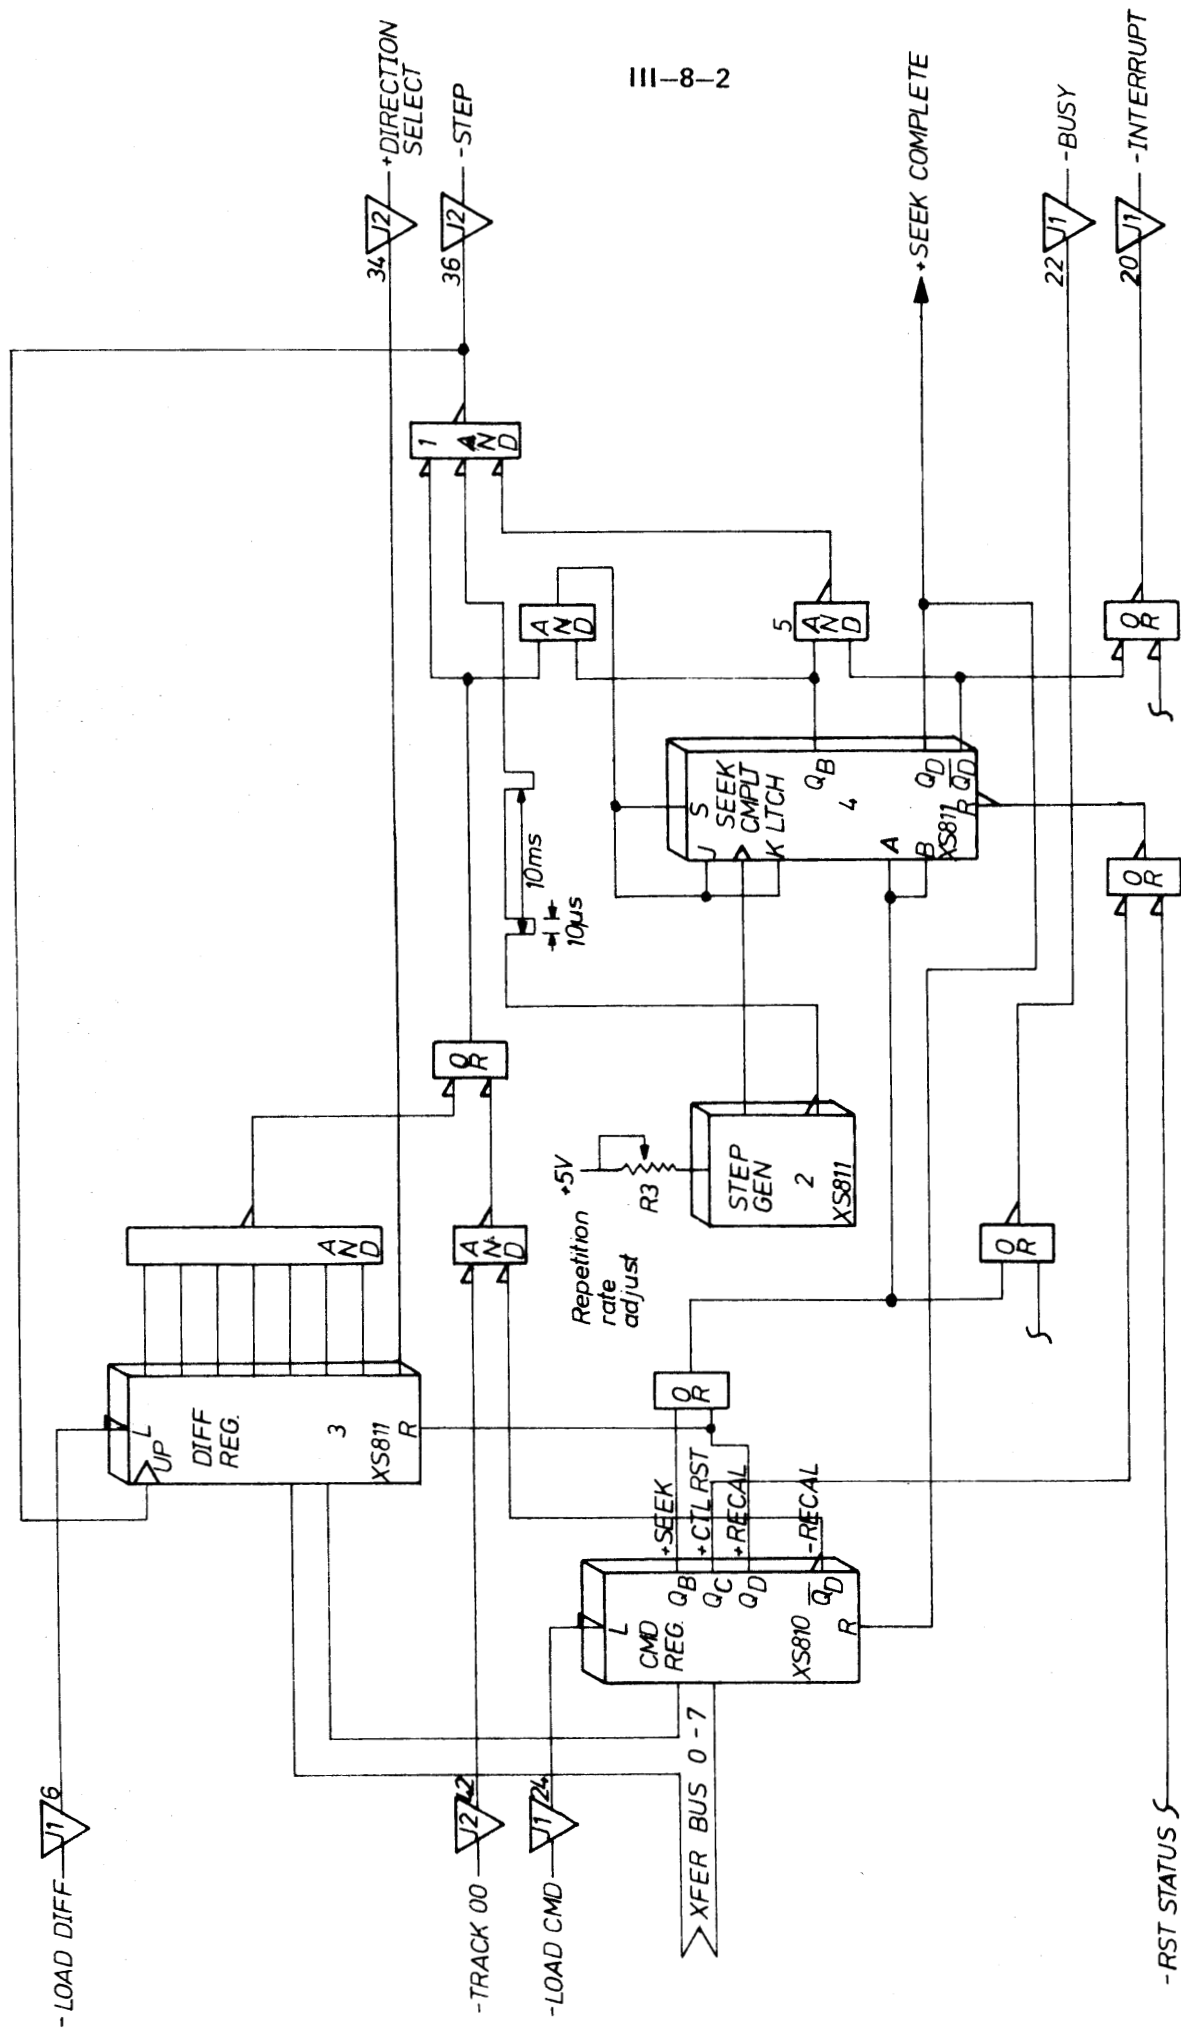 III-8-2
-LOAD DIFF
J1
6
-TRACK 00
J2
42
-LOAD CMD
J1
24
XFER BUS 0-7
-RST STATUS
L
UP
DIFF
REG.
3
XS811
R
L
CMD
REG.
XS810
R
QB
QC
QD
Q̅D
+SEEK
+CTL RST
+RECAL
-RECAL
AND
AND
OR
OR
OR
+5V
R3
Repetition
rate
adjust
STEP
GEN
2
XS811
10µs
10ms
J
K
S
SEEK
CMPLT
LTCH
4
A
B
XS811
R
QB
QD
Q̅D
OR
AND
5
AND
OR
1
AND
34
J2
+DIRECTION
SELECT
36
J2
-STEP
+SEEK COMPLETE
22
J1
-BUSY
20
J1
-INTERRUPT